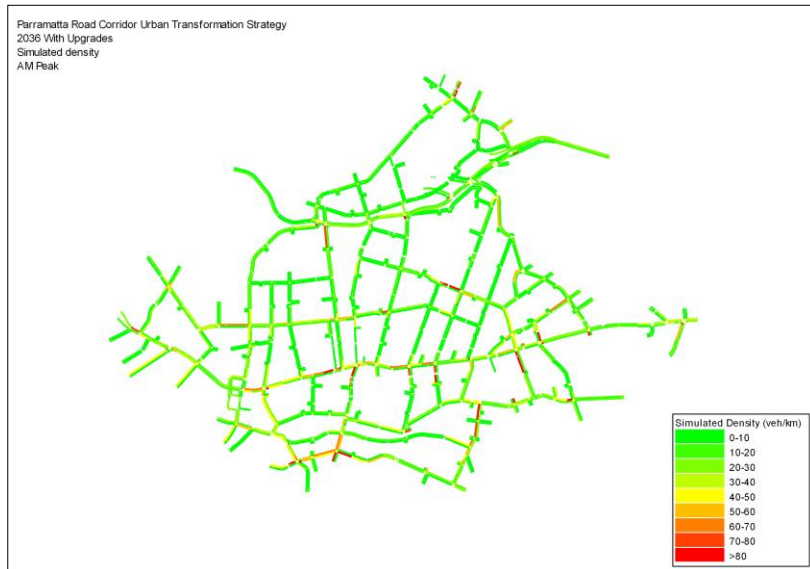 Parramatta Road Corridor Urban Transformation Strategy
2036 With Upgrades
Simulated density
AM Peak
Simulated Density (veh/km)
0-10
10-20
20-30
30-40
40-50
50-60
60-70
70-80
>80